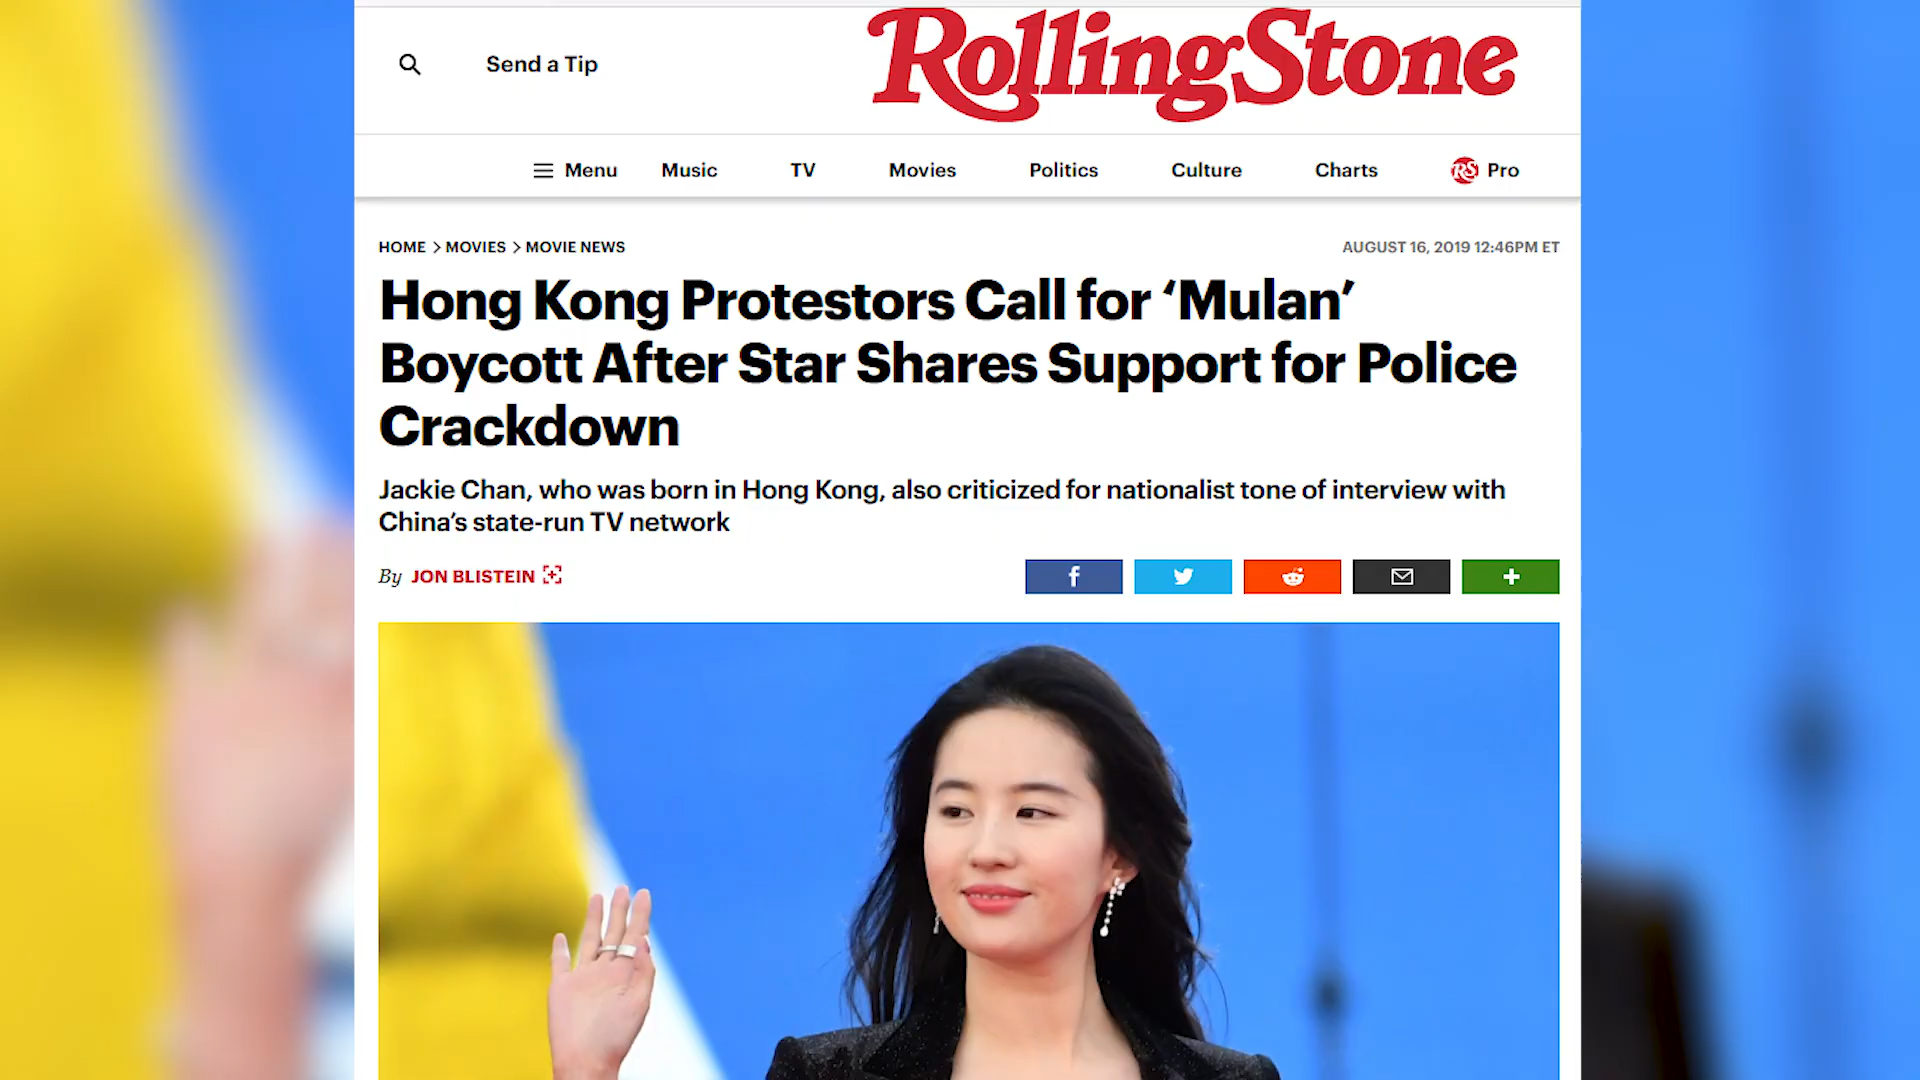 RollingStone
Send a Tip
Menu Music TV Movies Politics Culture Charts RS Pro
HOME > MOVIES > MOVIE NEWS
AUGUST 16, 2019 12:46PM ET
Hong Kong Protestors Call for ‘Mulan’
Boycott After Star Shares Support for Police
Crackdown
Jackie Chan, who was born in Hong Kong, also criticized for nationalist tone of interview with
China’s state-run TV network
By JON BLISTEIN